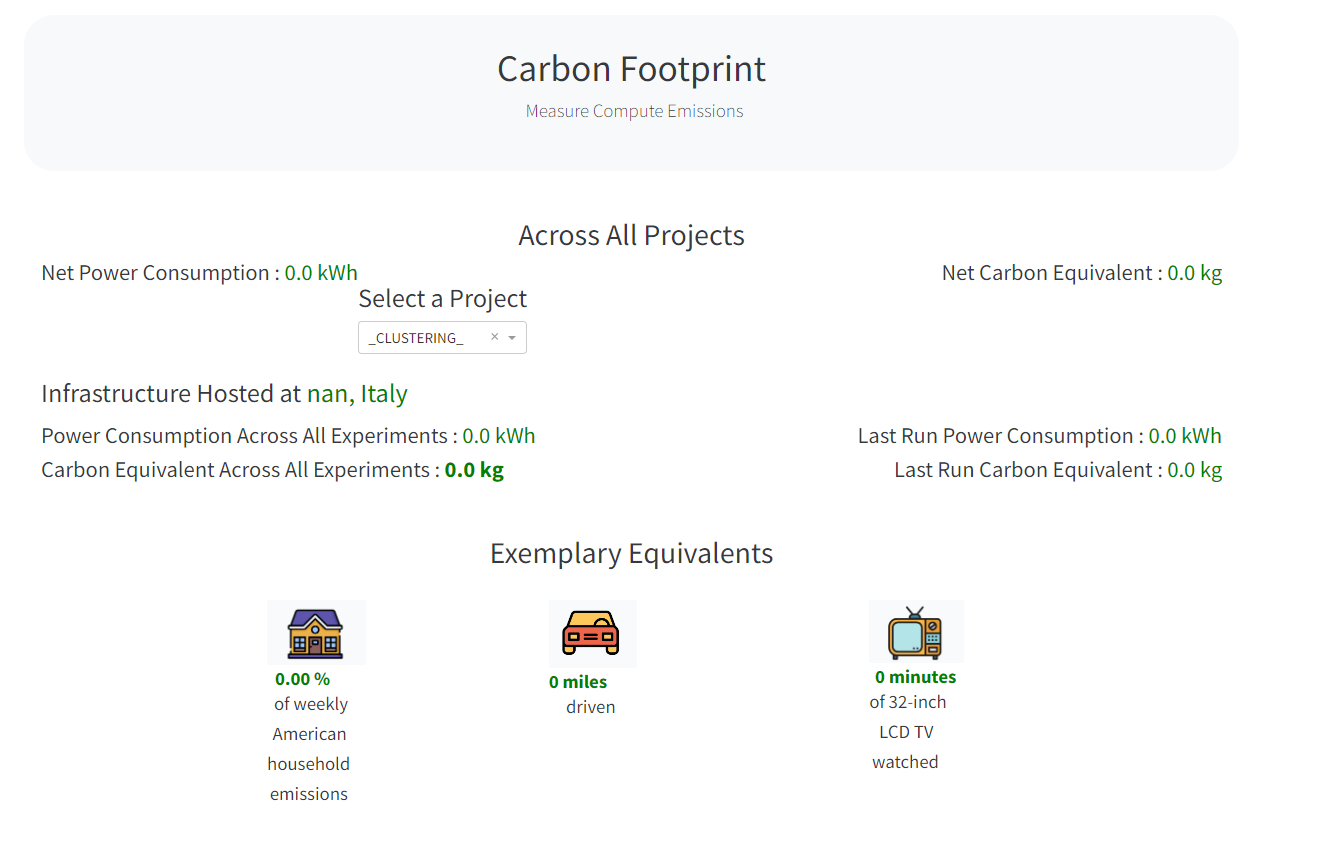 Carbon Footprint
Measure Compute Emissions
Across All Projects
Net Power Consumption : 0.0 kWh
Net Carbon Equivalent : 0.0 kg
Select a Project
_CLUSTERING_ ×
Infrastructure Hosted at nan, Italy
Power Consumption Across All Experiments : 0.0 kWh
Last Run Power Consumption : 0.0 kWh
Carbon Equivalent Across All Experiments : 0.0 kg
Last Run Carbon Equivalent : 0.0 kg
Exemplary Equivalents
0.00 %
of weekly
American
household
emissions
0 miles
driven
0 minutes
of 32-inch
LCD TV
watched